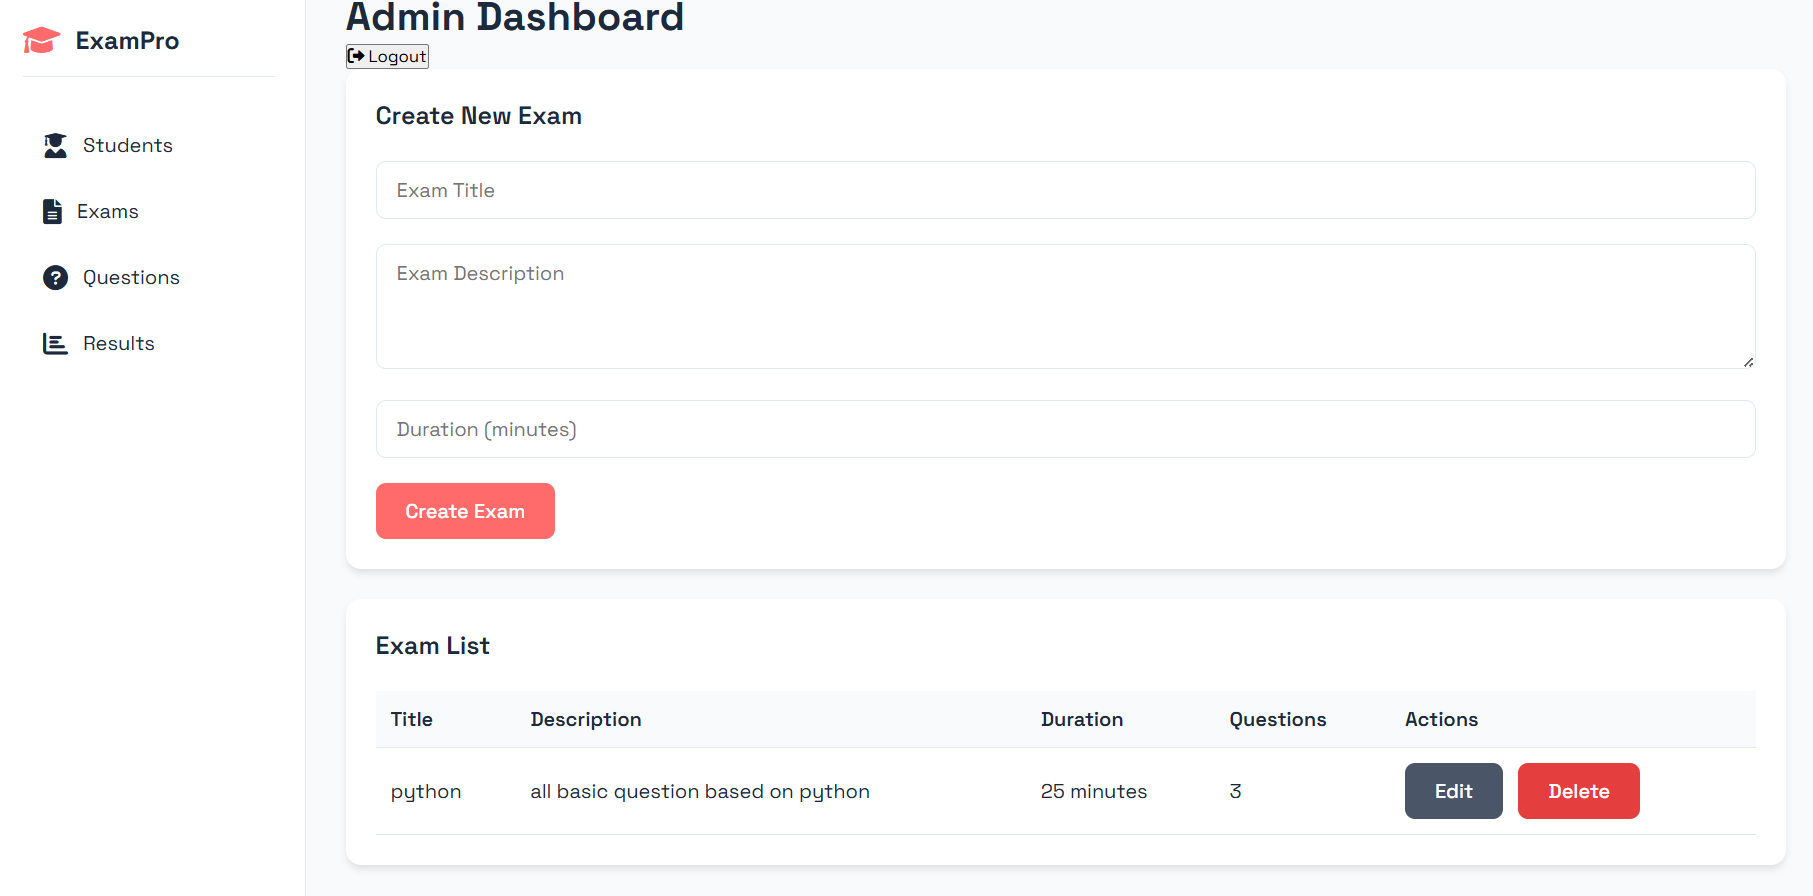 ExamPro
Students
Exams
Questions
Results
Admin Dashboard
Logout
Create New Exam
Exam Title
Exam Description
Duration (minutes)
Create Exam
Exam List
Title Description Duration Questions Actions
python all basic question based on python 25 minutes 3 Edit Delete